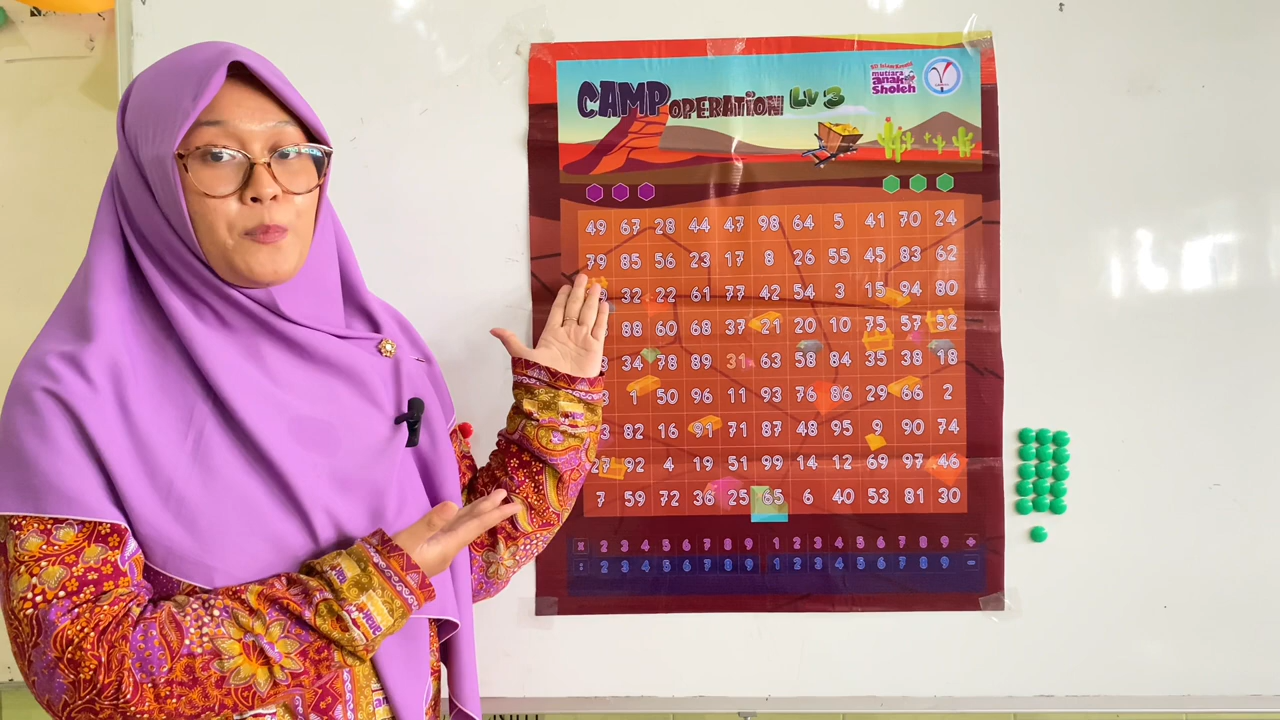 CAMP OPERATION Lv 3
mutiara
anak
Sholeh
49 67 28 44 47 98 64 5 41 70 24
79 85 56 23 17 8 26 55 45 83 62
32 22 61 77 42 54 3 15 94 80
88 60 68 37 21 20 10 75 57 52
34 78 89 31 63 58 84 35 38 18
1 50 96 11 93 76 86 29 66 2
82 16 91 71 87 48 95 9 90 74
27 92 4 19 51 99 14 12 69 97 46
7 59 72 36 25 65 6 40 53 81 30
x 2 3 4 5 6 7 8 9 1 2 3 4 5 6 7 8 9 +
: 2 3 4 5 6 7 8 9 1 2 3 4 5 6 7 8 9 -